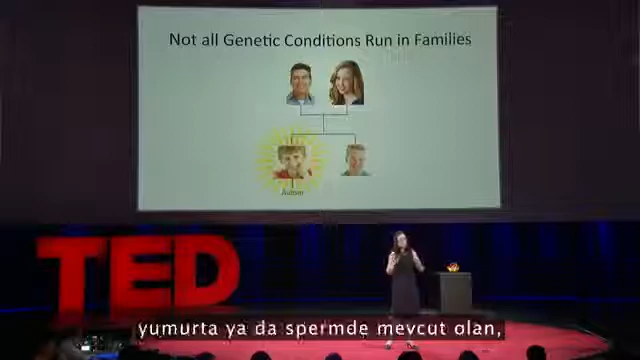 Not all Genetic Conditions Run in Families
Autism
TED
yumurta ya da spermde mevcut olan,